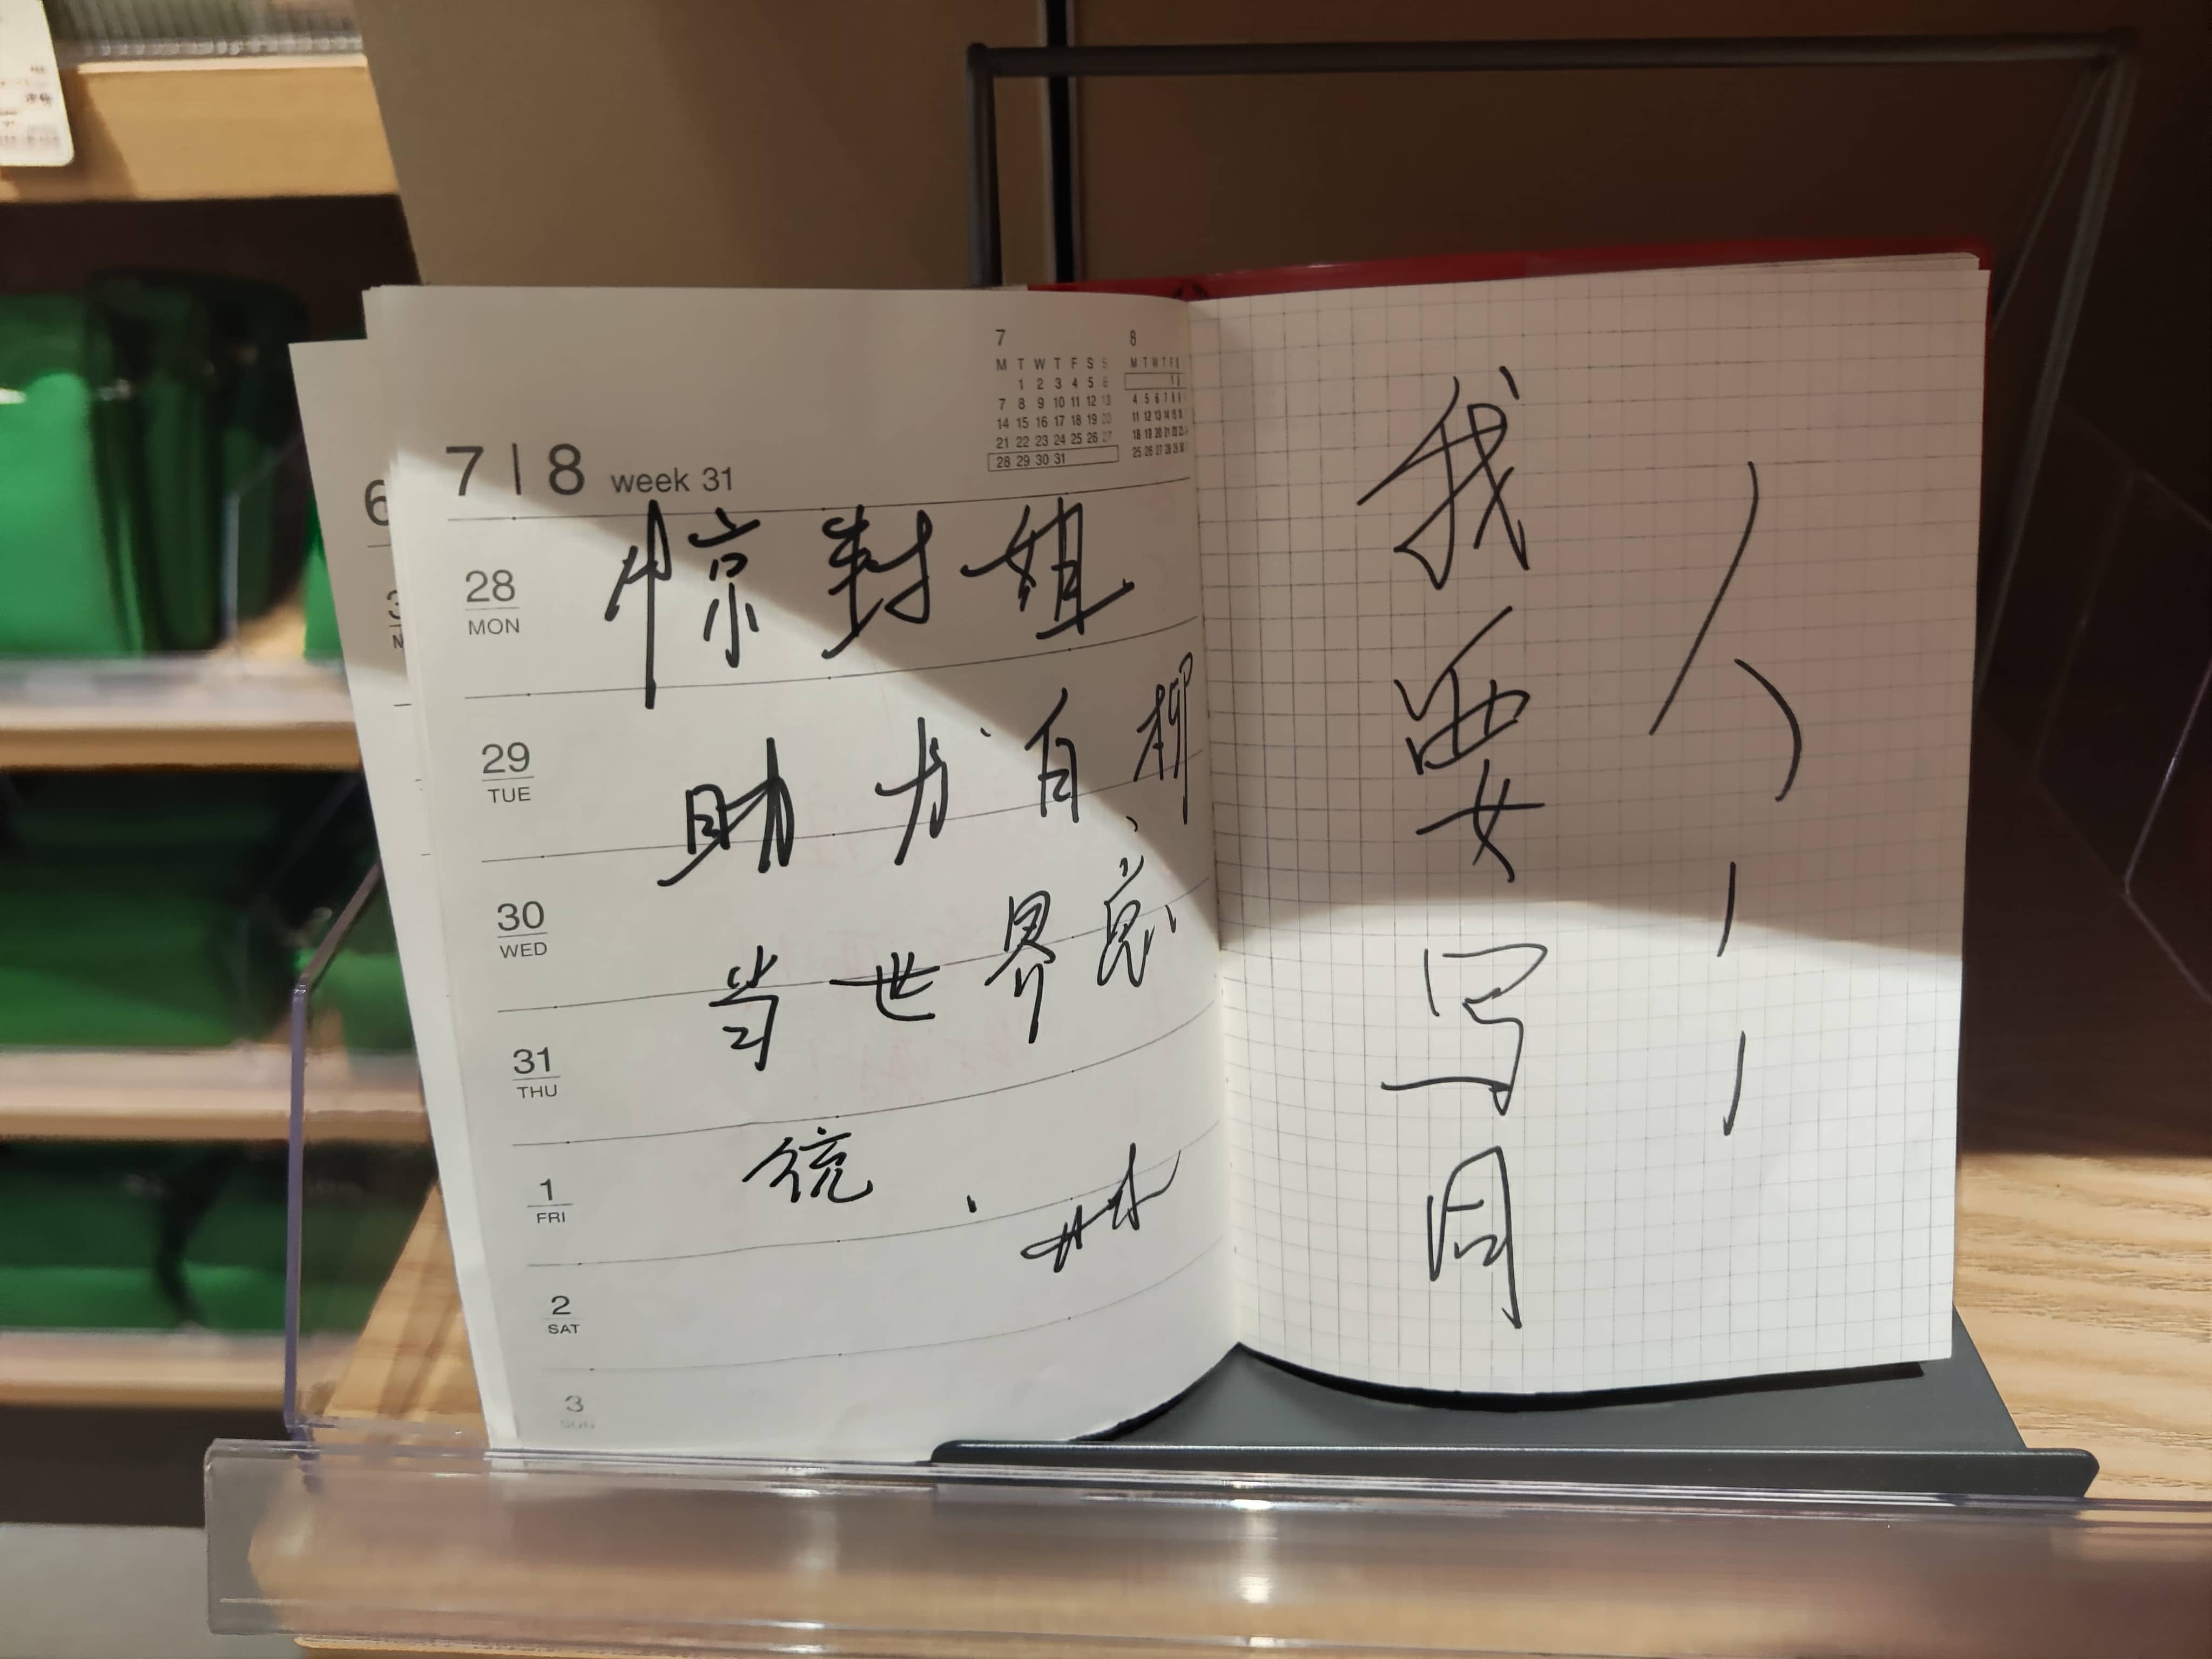 7 | 8 week 31
7
M T W T F S S
1 2 3 4 5 6
7 8 9 10 11 12 13
14 15 16 17 18 19 20
21 22 23 24 25 26 27
28 29 30 31
8
M T W T F S
1 2
4 5 6 7 8 9
11 12 13 14 15 16
18 19 20 21 22 23
25 26 27 28 29 30
28 MON
29 TUE
30 WED
31 THU
1 FRI
2 SAT
3 SUN
惊 姐
助力自
当世界总
统.
我要写同
人